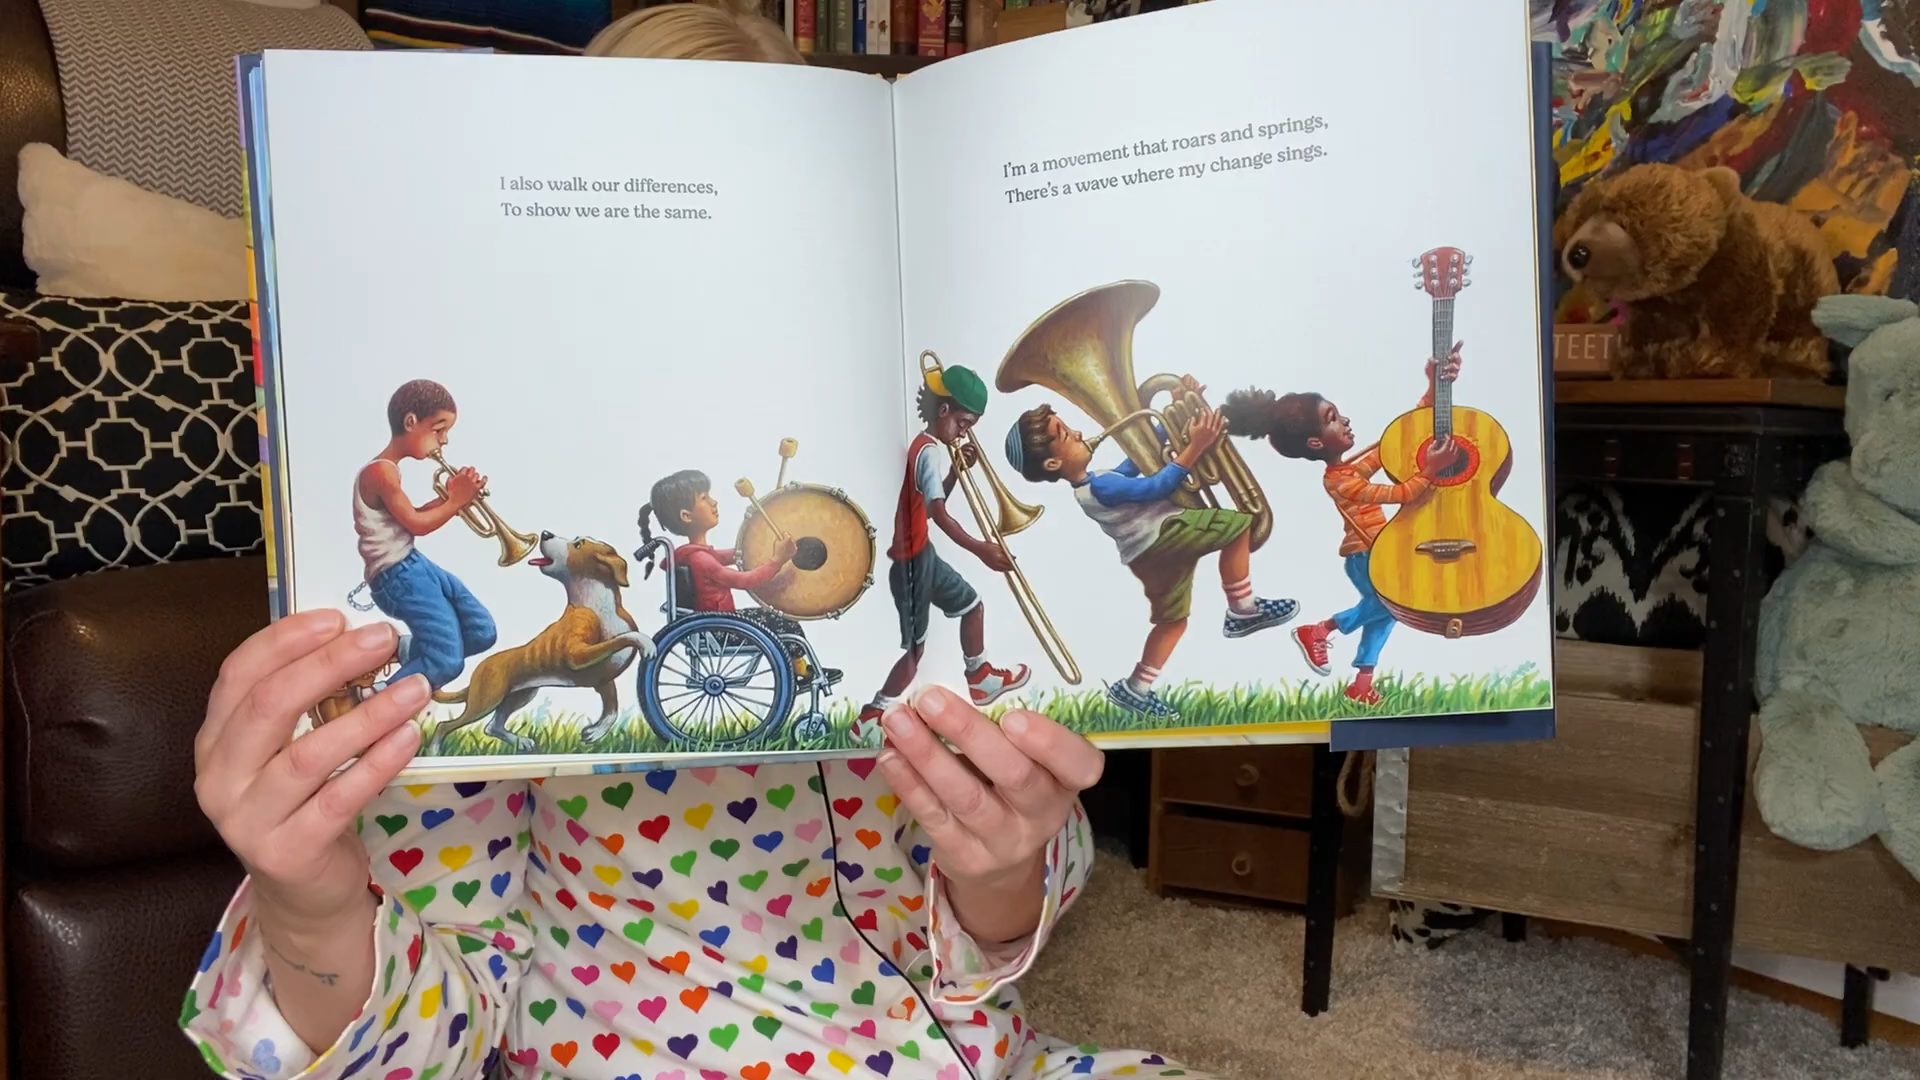 I also walk our differences,
To show we are the same.
I'm a movement that roars and springs,
There's a wave where my change sings.
TEET